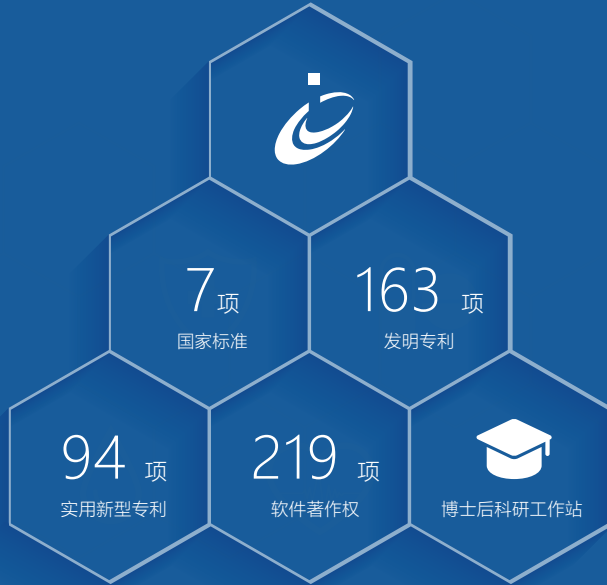 7项
国家标准
163 项
发明专利
94 项
实用新型专利
219 项
软件著作权
博士后科研工作站